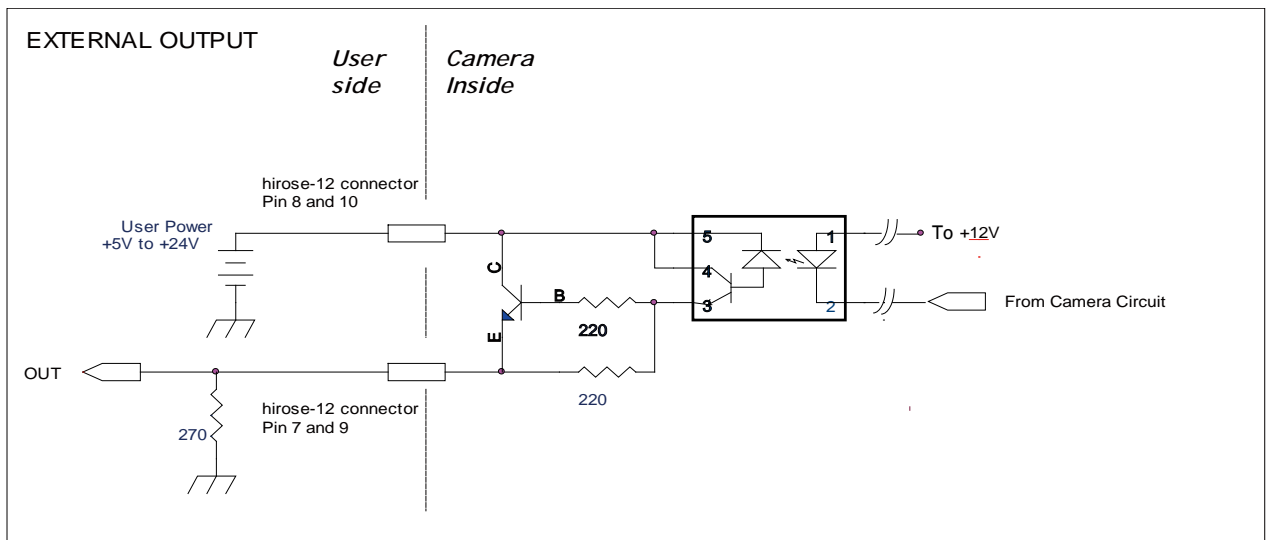 EXTERNAL OUTPUT
User
side
Camera
Inside
hirose-12 connector
Pin 8 and 10
User Power
+5V to +24V
C
B
E
220
220
5
4
3
1
2
To +12V
From Camera Circuit
OUT
270
hirose-12 connector
Pin 7 and 9